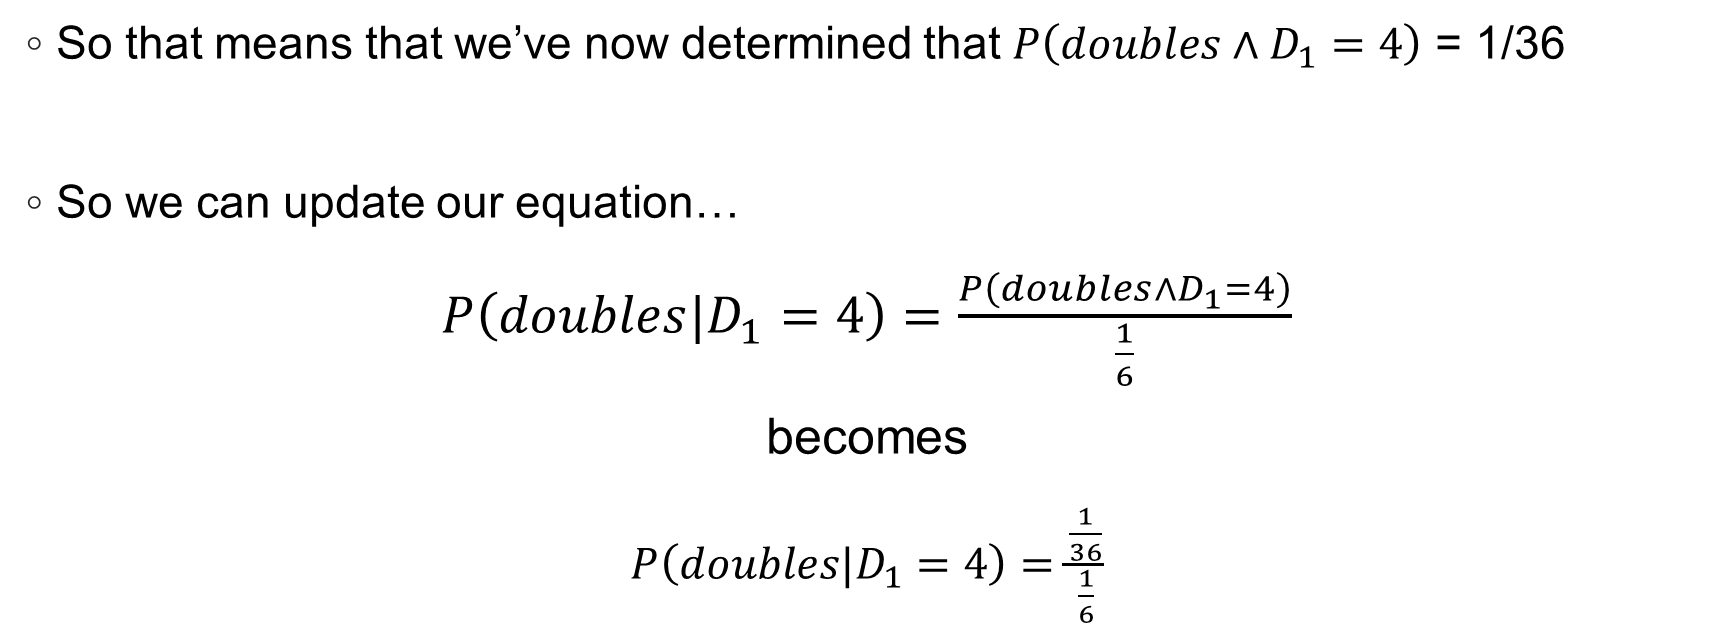 ◦ So that means that we’ve now determined that 𝑃(𝑑𝑜𝑢𝑏𝑙𝑒𝑠 ∧ 𝐷₁ = 4) = 1/36
◦ So we can update our equation…
𝑃(𝑑𝑜𝑢𝑏𝑙𝑒𝑠|𝐷₁ = 4) = 𝑃(𝑑𝑜𝑢𝑏𝑙𝑒𝑠∧𝐷₁=4) / (1/6)
becomes
𝑃(𝑑𝑜𝑢𝑏𝑙𝑒𝑠|𝐷₁ = 4) = (1/36) / (1/6)